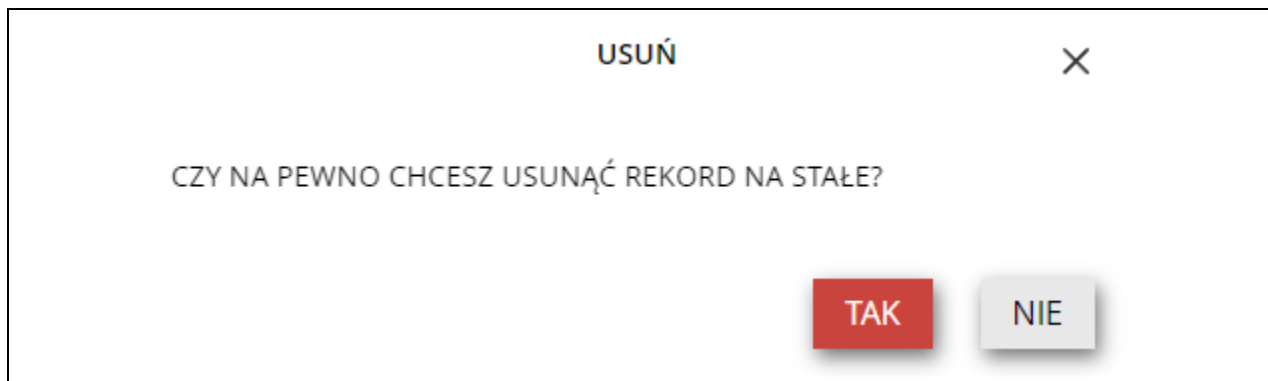 USUŃ
CZY NA PEWNO CHCESZ USUNĄĆ REKORD NA STAŁE?
TAK NIE